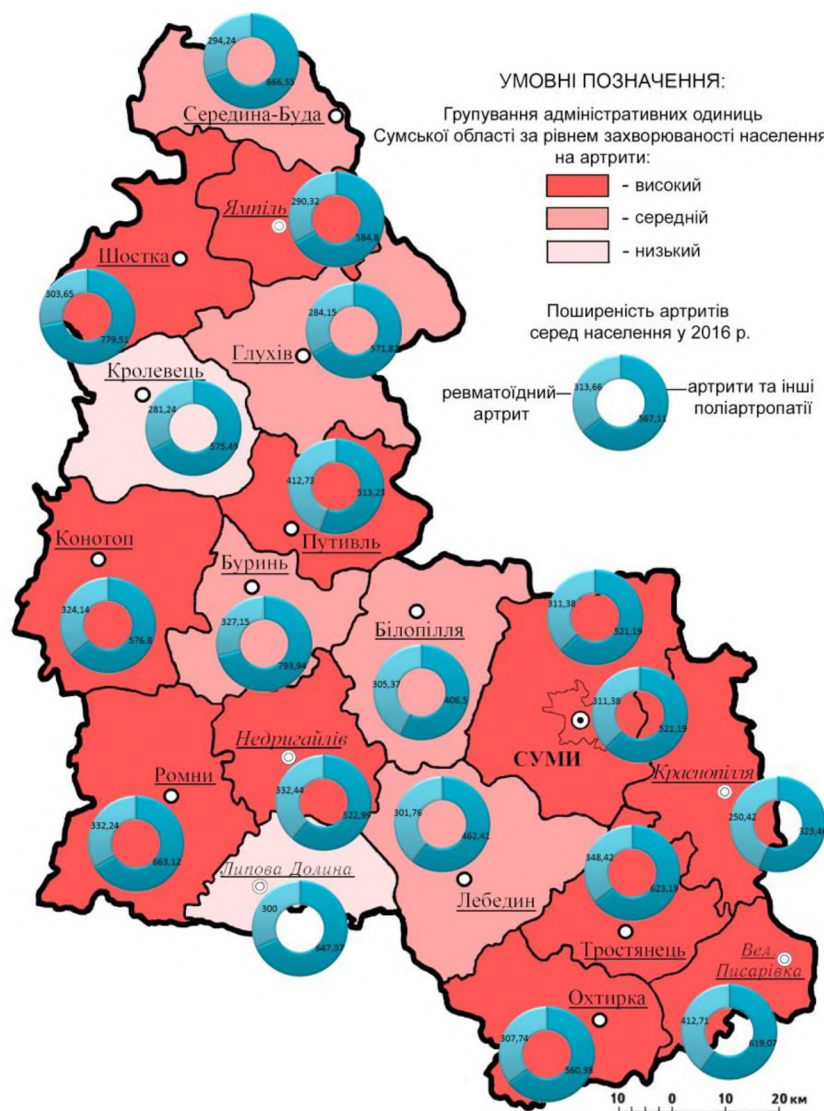 294,24
666,55
Середина-Буда
УМОВНІ ПОЗНАЧЕННЯ:
Групування адміністративних одиниць
Сумської області за рівнем захворюваності населення
на артрити:
- високий
- середній
- низький
Ямпіль
290,32
584,8
Шостка
303,65
779,51
284,15
571,82
Глухів
Поширеність артритів
серед населення у 2016 р.
ревматоїдний
артрит
313,66
567,11
артрити та інші
поліартропатії
Кролевець
281,24
575,49
412,73
513,23
Путивль
Конотоп
324,14
576,8
Буринь
327,15
793,94
Білопілля
305,37
406,5
311,38
521,19
311,38
521,19
СУМИ
Недригайлів
332,44
522,99
Ромни
332,24
663,12
301,76
462,41
Лебедин
Краснопілля
250,42
323,46
Липова Долина
300
647,37
348,42
623,19
Тростянець
Вел.
Писарівка
412,71
619,07
Охтирка
307,74
560,38
10 0 10 20 км